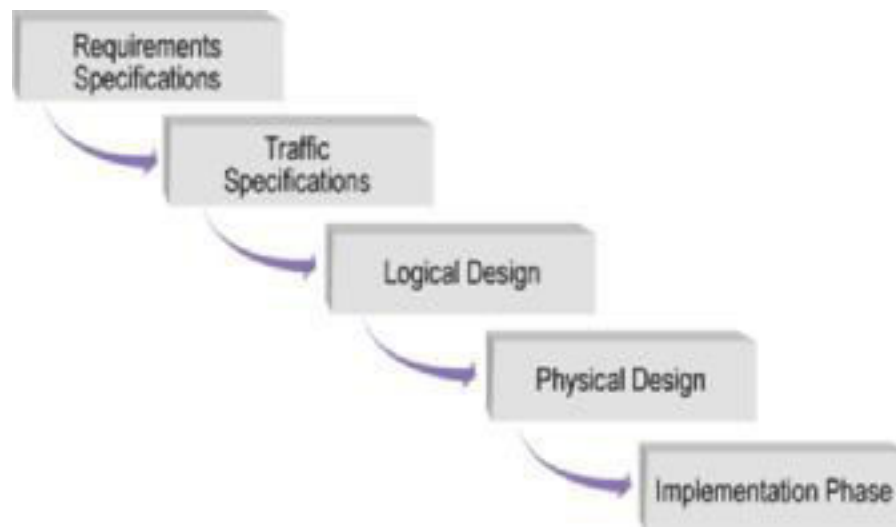 Requirements
Specifications
Traffic
Specifications
Logical Design
Physical Design
Implementation Phase